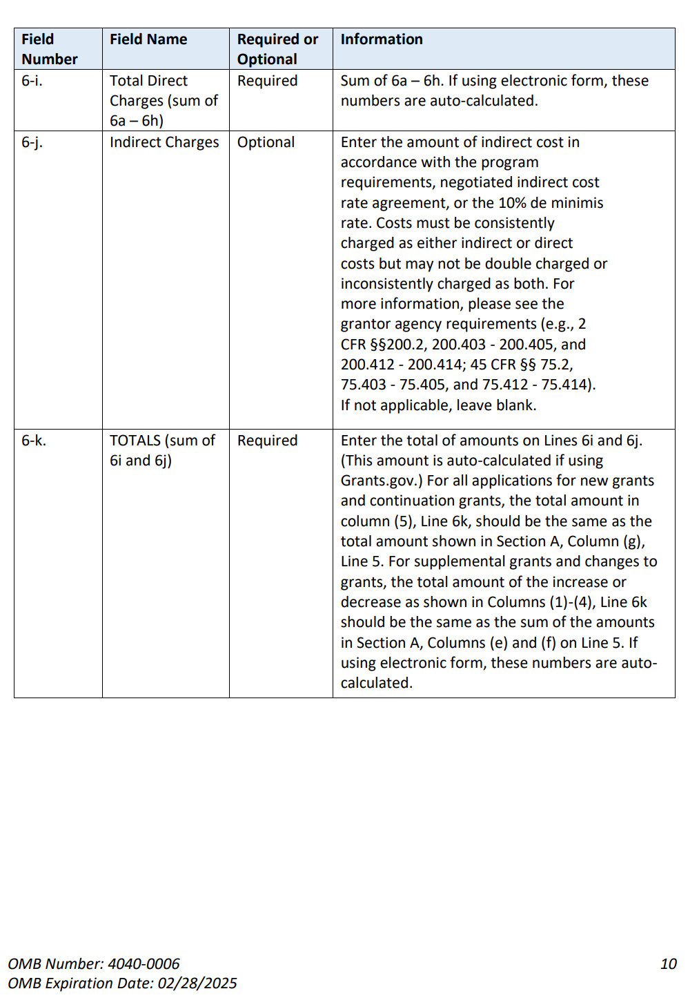 Field Number
Field Name
Required or Optional
Information
6-i.
Total Direct
Charges (sum of
6a – 6h)
Required
Sum of 6a – 6h. If using electronic form, these
numbers are auto-calculated.
6-j.
Indirect Charges
Optional
Enter the amount of indirect cost in
accordance with the program
requirements, negotiated indirect cost
rate agreement, or the 10% de minimis
rate. Costs must be consistently
charged as either indirect or direct
costs but may not be double charged or
inconsistently charged as both. For
more information, please see the
grantor agency requirements (e.g., 2
CFR §§200.2, 200.403 - 200.405, and
200.412 - 200.414; 45 CFR §§ 75.2,
75.403 - 75.405, and 75.412 - 75.414).
If not applicable, leave blank.
6-k.
TOTALS (sum of
6i and 6j)
Required
Enter the total of amounts on Lines 6i and 6j.
(This amount is auto-calculated if using
Grants.gov.) For all applications for new grants
and continuation grants, the total amount in
column (5), Line 6k, should be the same as the
total amount shown in Section A, Column (g),
Line 5. For supplemental grants and changes to
grants, the total amount of the increase or
decrease as shown in Columns (1)-(4), Line 6k
should be the same as the sum of the amounts
in Section A, Columns (e) and (f) on Line 5. If
using electronic form, these numbers are auto-
calculated.
OMB Number: 4040-0006
10
OMB Expiration Date: 02/28/2025